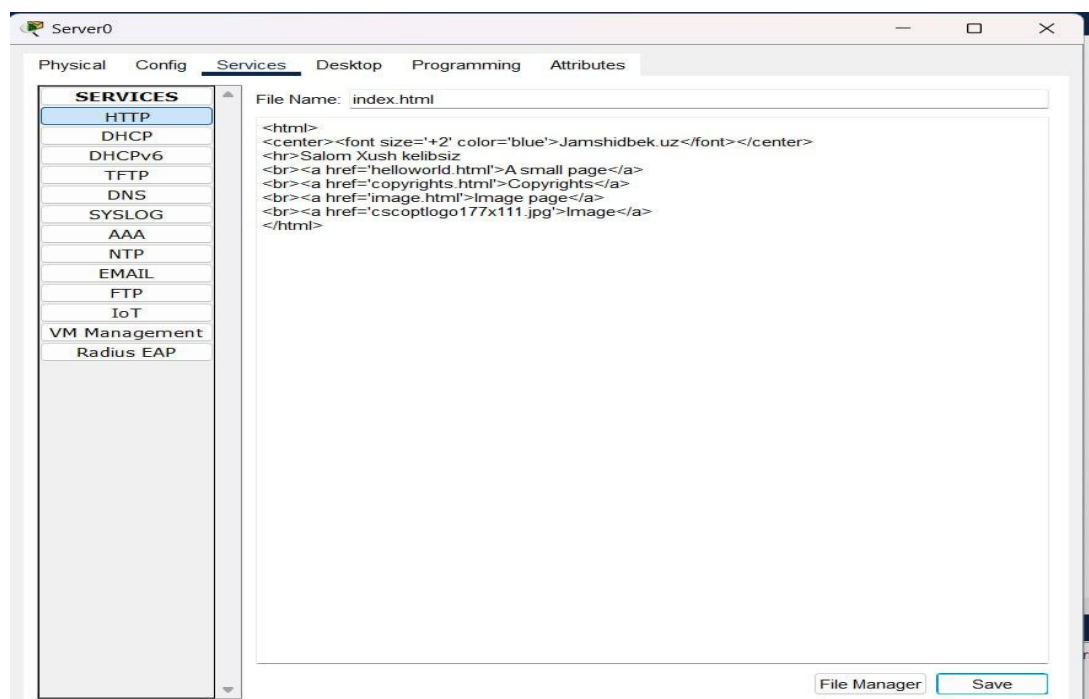 Server0
Physical Config Services Desktop Programming Attributes
SERVICES
HTTP
DHCP
DHCPv6
TFTP
DNS
SYSLOG
AAA
NTP
EMAIL
FTP
IoT
VM Management
Radius EAP
File Name: index.html
<html>
<center><font size='+2' color='blue'>Jamshidbek.uz</font></center>
<hr>Salom Xush kelibsiz
<br><a href='helloworld.html'>A small page</a>
<br><a href='copyrights.html'>Copyrights</a>
<br><a href='image.html'>Image page</a>
<br><a href='cscoptlogo177x111.jpg'>Image</a>
</html>
File Manager Save